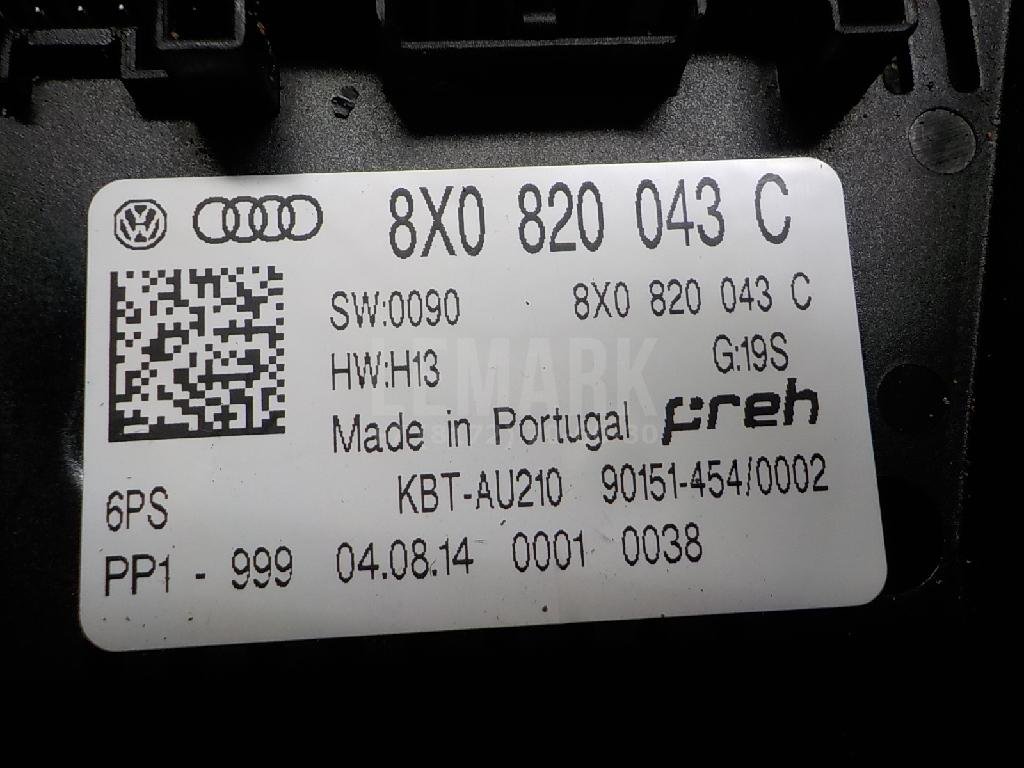 8X0 820 043 C
SW:0090 8X0 820 043 C
HW:H13 G:19S
LEMARK
Made in Portugal preh
6PS KBT-AU210 90151-454/0002
PP1 - 999 04.08.14 0001 0038